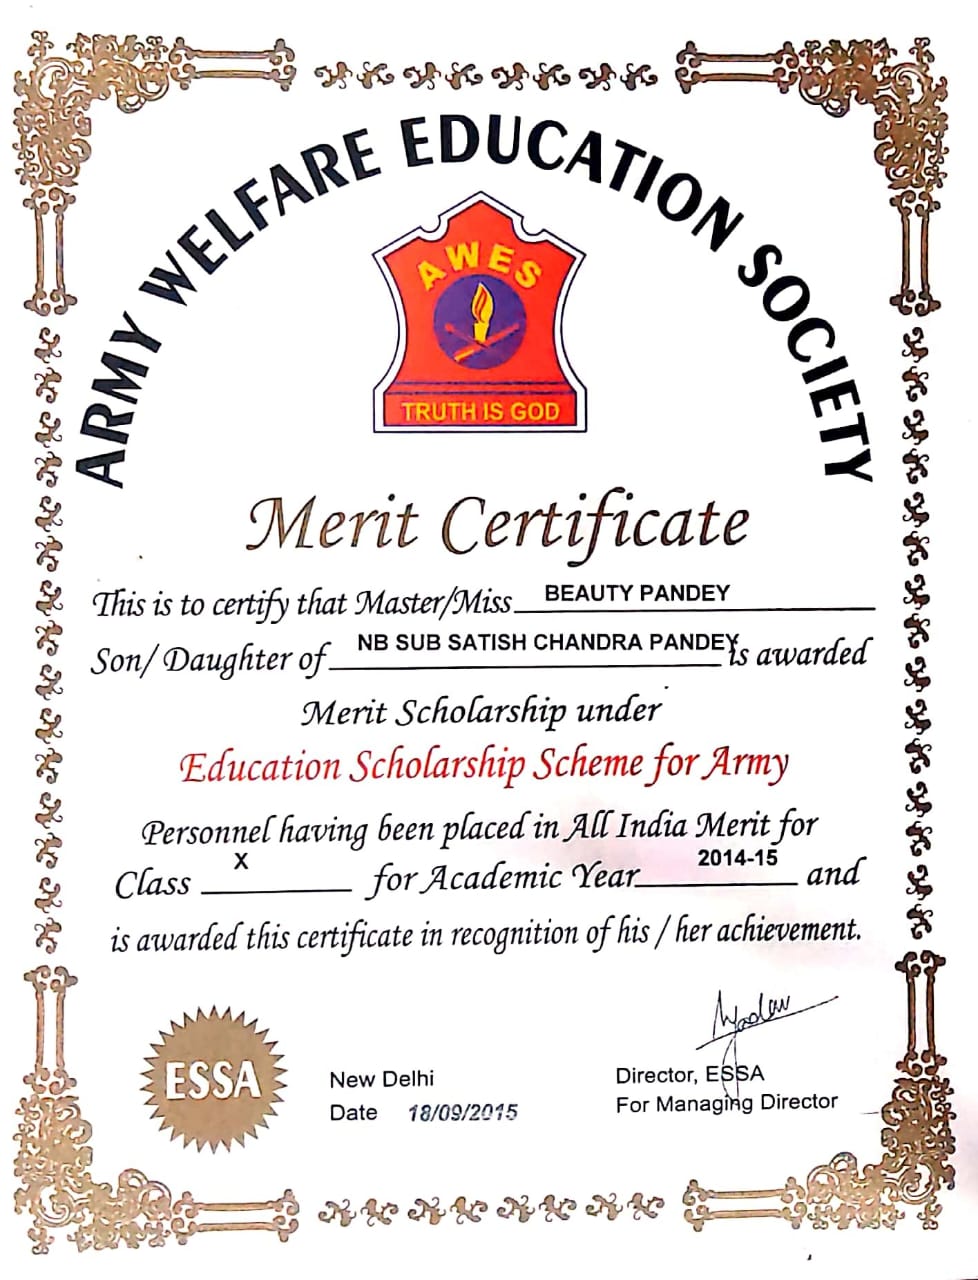 ARMY WELFARE EDUCATION SOCIETY
AWES
TRUTH IS GOD
Merit Certificate
This is to certify that Master/Miss BEAUTY PANDEY
Son/ Daughter of NB SUB SATISH CHANDRA PANDEY is awarded
Merit Scholarship under
Education Scholarship Scheme for Army
Personnel having been placed in All India Merit for
Class X for Academic Year 2014-15 and
is awarded this certificate in recognition of his / her achievement.
ESSA
New Delhi
Date 18/09/2015
Director, ESSA
For Managing Director